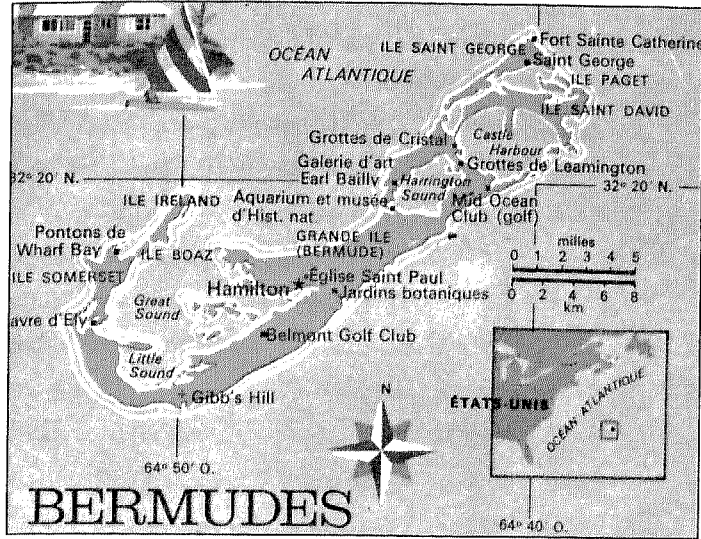 OCÉAN
ATLANTIQUE
ILE SAINT GEORGE
Fort Sainte Catherine
Saint George
ILE PAGET
ILE SAINT DAVID
Grottes de Cristal
Castle
Harbour
Galerie d'art
Earl Bailly
Harrington
Sound
Grottes de Leamington
32° 20' N.
32° 20' N.
ILE IRELAND
Aquarium et musée
d'Hist. nat
Mid Ocean
Club (golf)
Pontons de
Wharf Bay
ILE BOAZ
GRANDE ILE
(BERMUDE)
milles
0 1 2 3 4 5
0 2 4 6 8
km
ILE SOMERSET
Église Saint Paul
Hamilton
Jardins botaniques
Great
Sound
avre d'Ely
Belmont Golf Club
Little
Sound
Gibb's Hill
N
ÉTATS-UNIS
OCÉAN ATLANTIQUE
64° 50' O.
64° 40' O.
BERMUDES